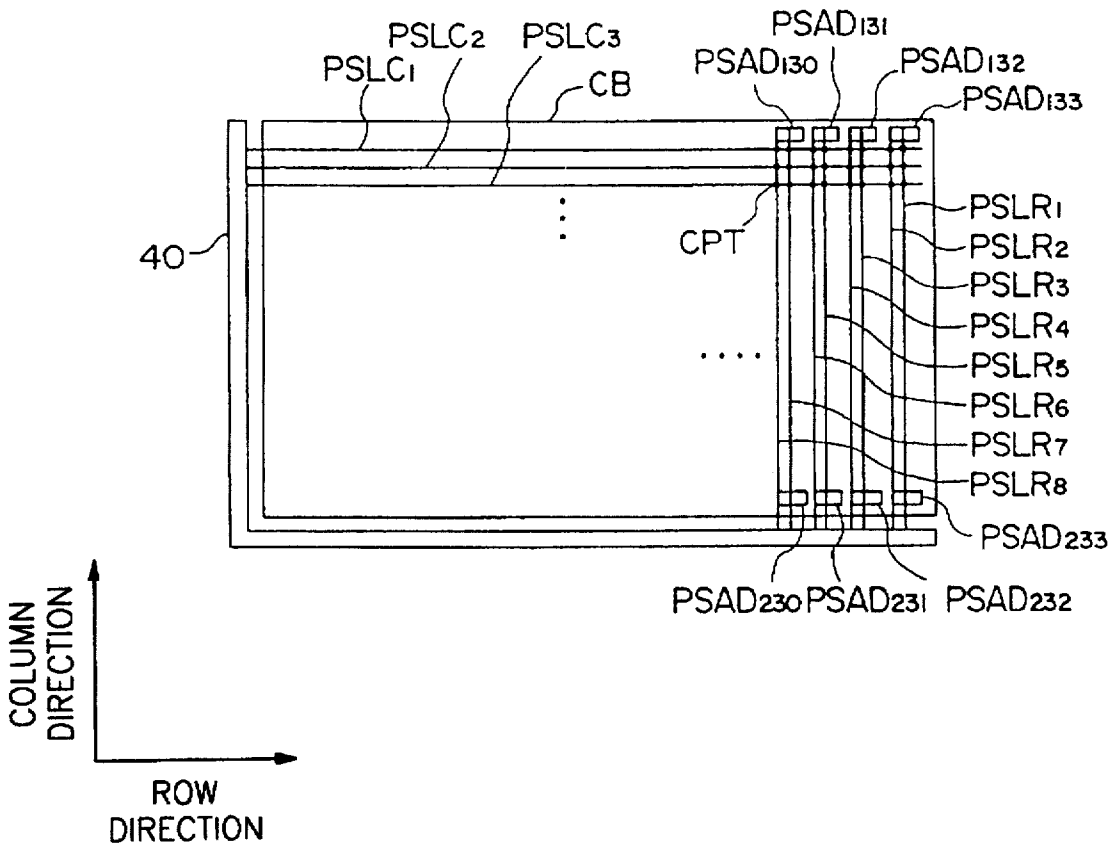 PSAD131
PSLC2
PSLC3
PSAD130
PSAD132
PSLC1
CB
PSAD133
PSLR1
CPT
40
PSLR2
PSLR3
PSLR4
PSLR5
PSLR6
PSLR7
PSLR8
PSAD233
PSAD230 PSAD231 PSAD232
COLUMN
DIRECTION
ROW
DIRECTION